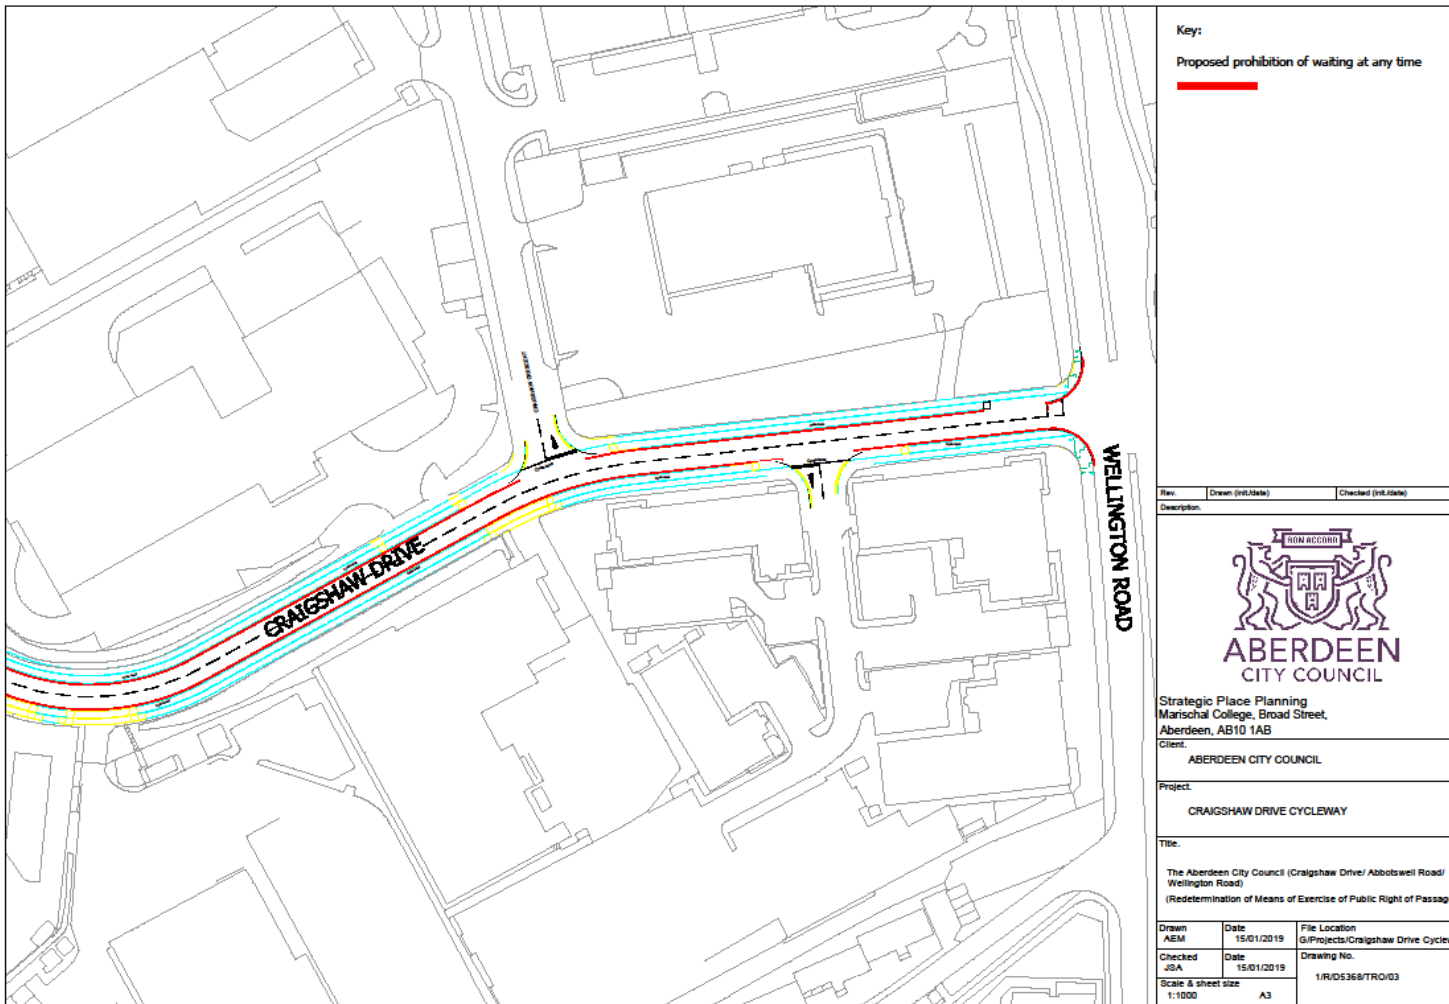 Key:
Proposed prohibition of waiting at any time
CRAIGSHAW CRESCENT
CRAIGSHAW DRIVE
WELLINGTON ROAD
Rev.
Drawn (init./date)
Checked (init./date)
Description.
BON ACCORD
ABERDEEN
CITY COUNCIL
Strategic Place Planning
Marischal College, Broad Street,
Aberdeen, AB10 1AB
Client.
ABERDEEN CITY COUNCIL
Project.
CRAIGSHAW DRIVE CYCLEWAY
Title.
The Aberdeen City Council (Craigshaw Drive/ Abbotswell Road/
Wellington Road)
(Redetermination of Means of Exercise of Public Right of Passag
Drawn
AEM
Date
15/01/2019
File Location
G/Projects/Craigshaw Drive Cyclew
Checked
JSA
Date
15/01/2019
Drawing No.
1/R/D5368/TRO/03
Scale & sheet size
1:1000
A3